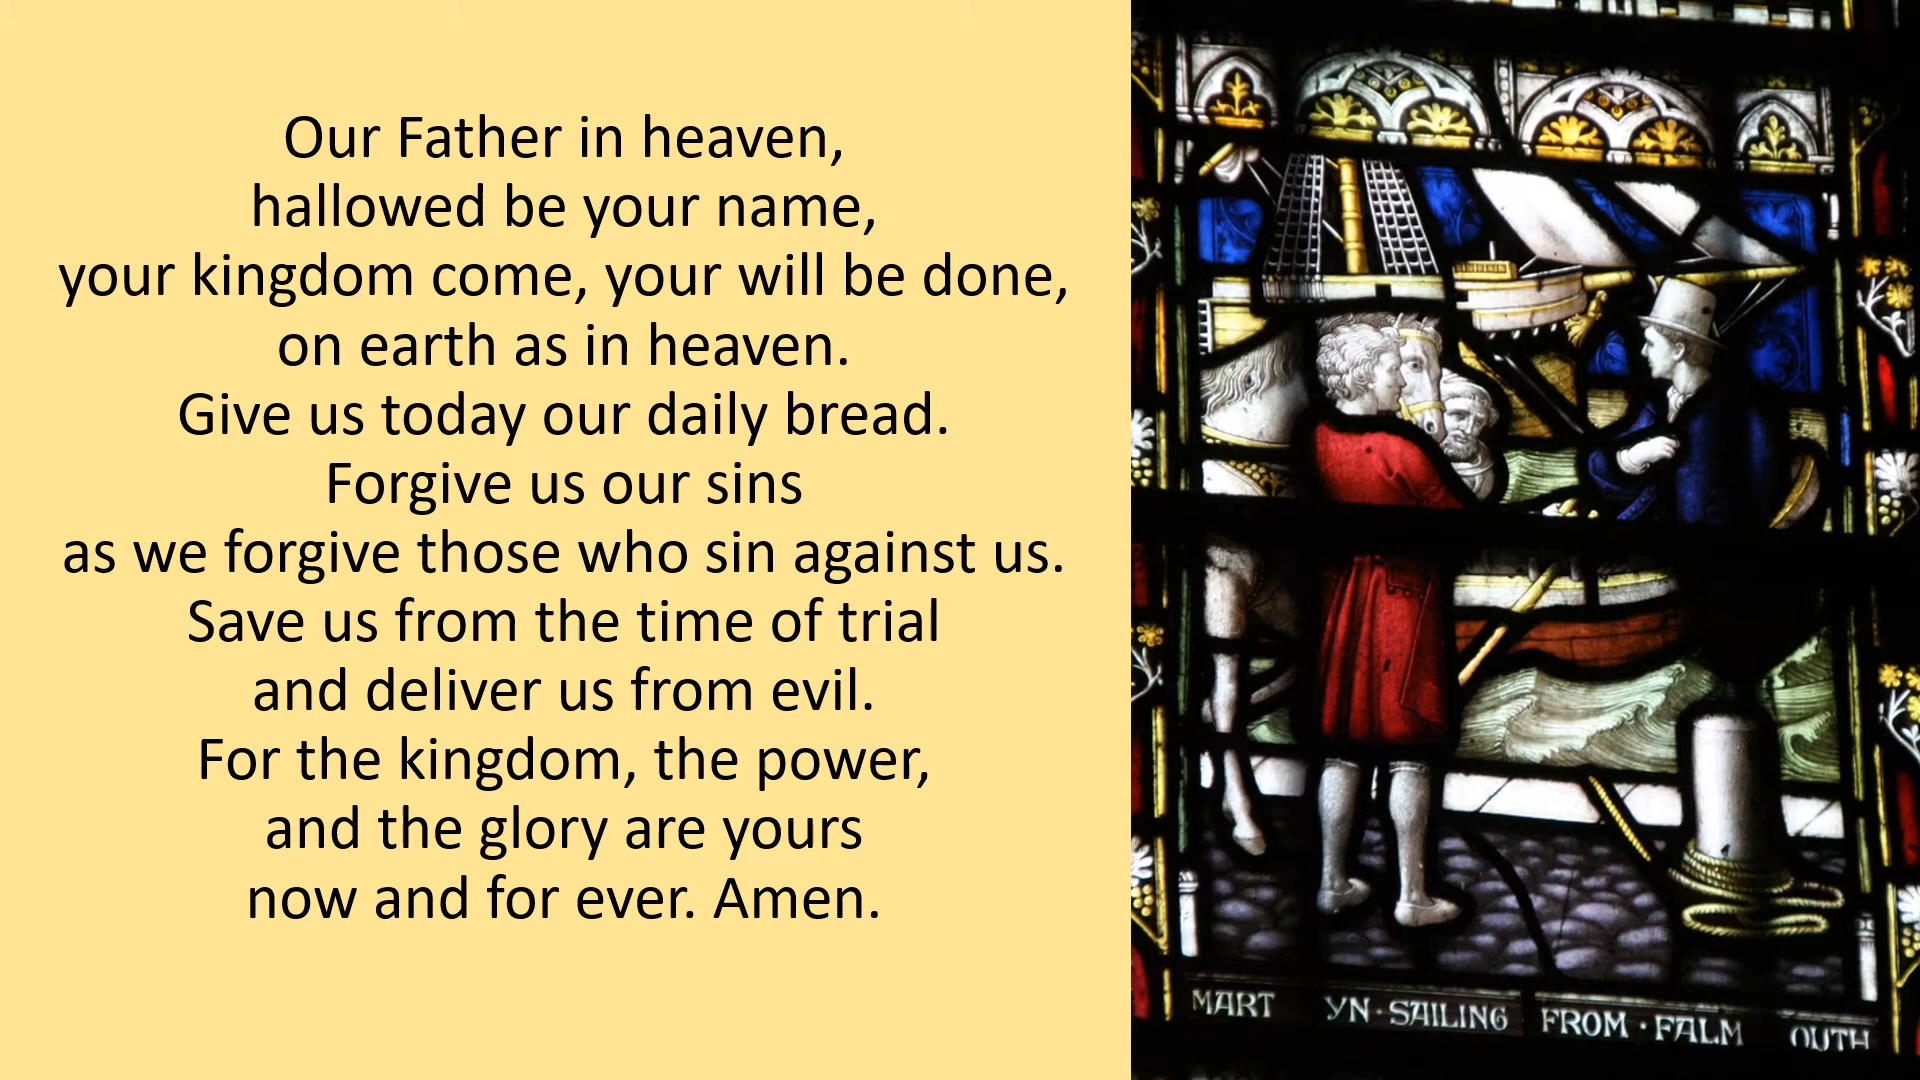 Our Father in heaven,
hallowed be your name,
your kingdom come, your will be done,
on earth as in heaven.
Give us today our daily bread.
Forgive us our sins
as we forgive those who sin against us.
Save us from the time of trial
and deliver us from evil.
For the kingdom, the power,
and the glory are yours
now and for ever. Amen.
MART YN · SAILING FROM · FALM OUTH